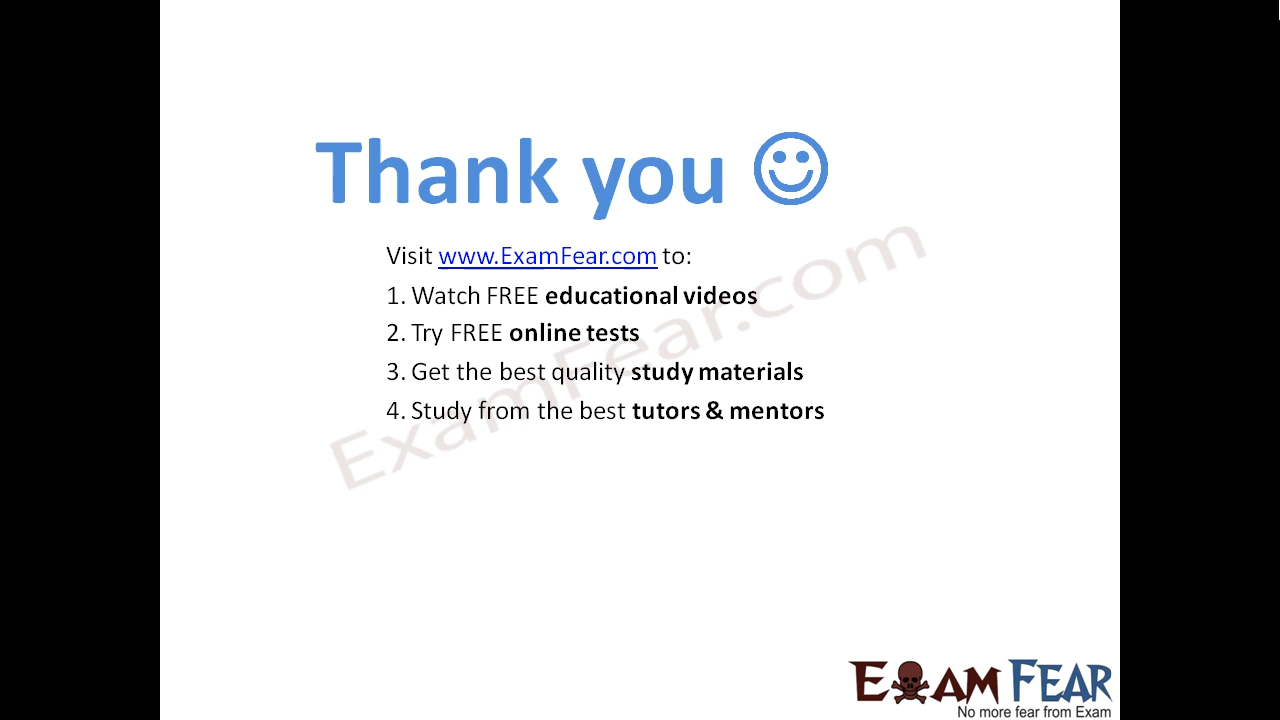 Thank you
Visit www.ExamFear.com to:
1. Watch FREE educational videos
2. Try FREE online tests
3. Get the best quality study materials
4. Study from the best tutors & mentors
ExamFear.com
EXAM FEAR
No more fear from Exam